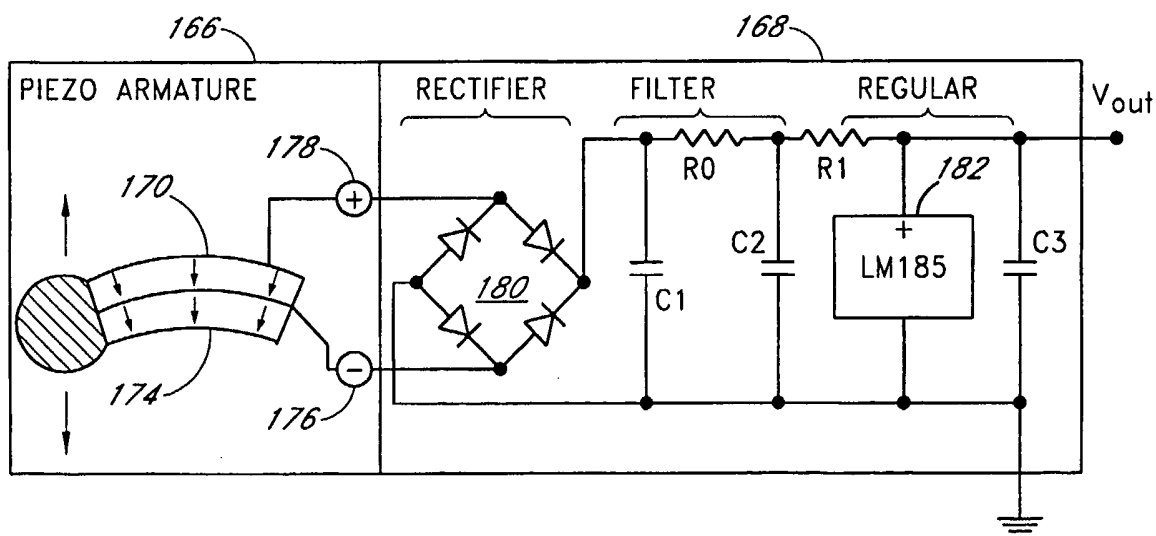 166
168
PIEZO ARMATURE
RECTIFIER
FILTER
REGULAR
Vout
178
+
170
R0
R1
182
+
LM185
C1
C2
C3
180
174
−
176